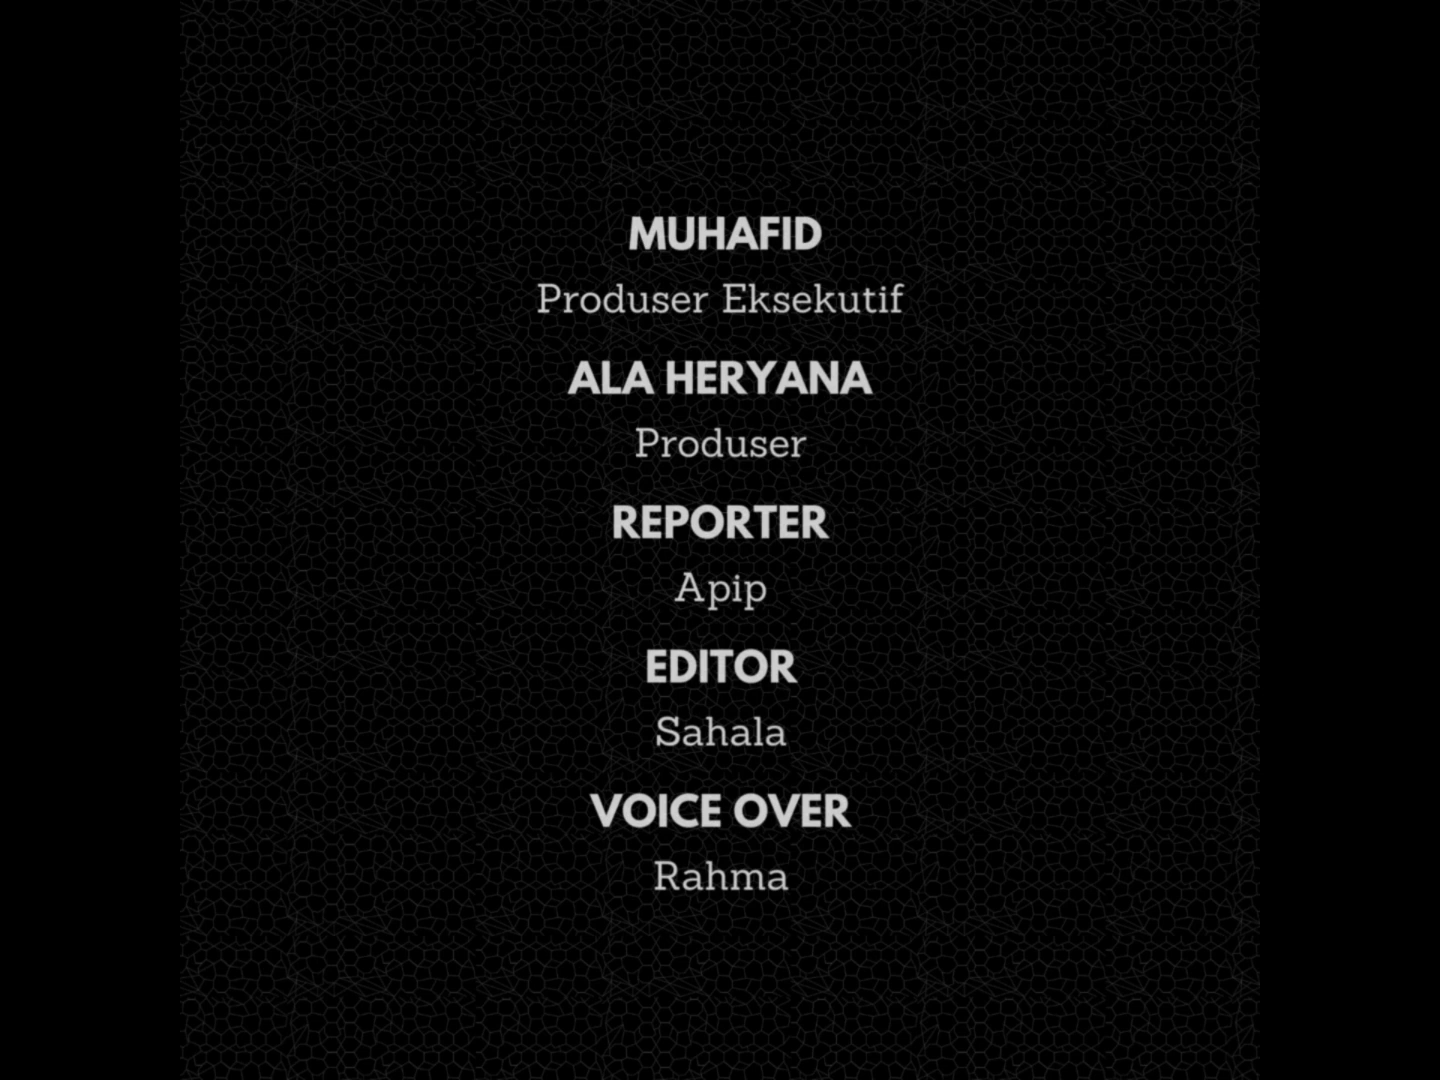 MUHAFID
Produser Eksekutif
ALA HERYANA
Produser
REPORTER
Apip
EDITOR
Sahala
VOICE OVER
Rahma